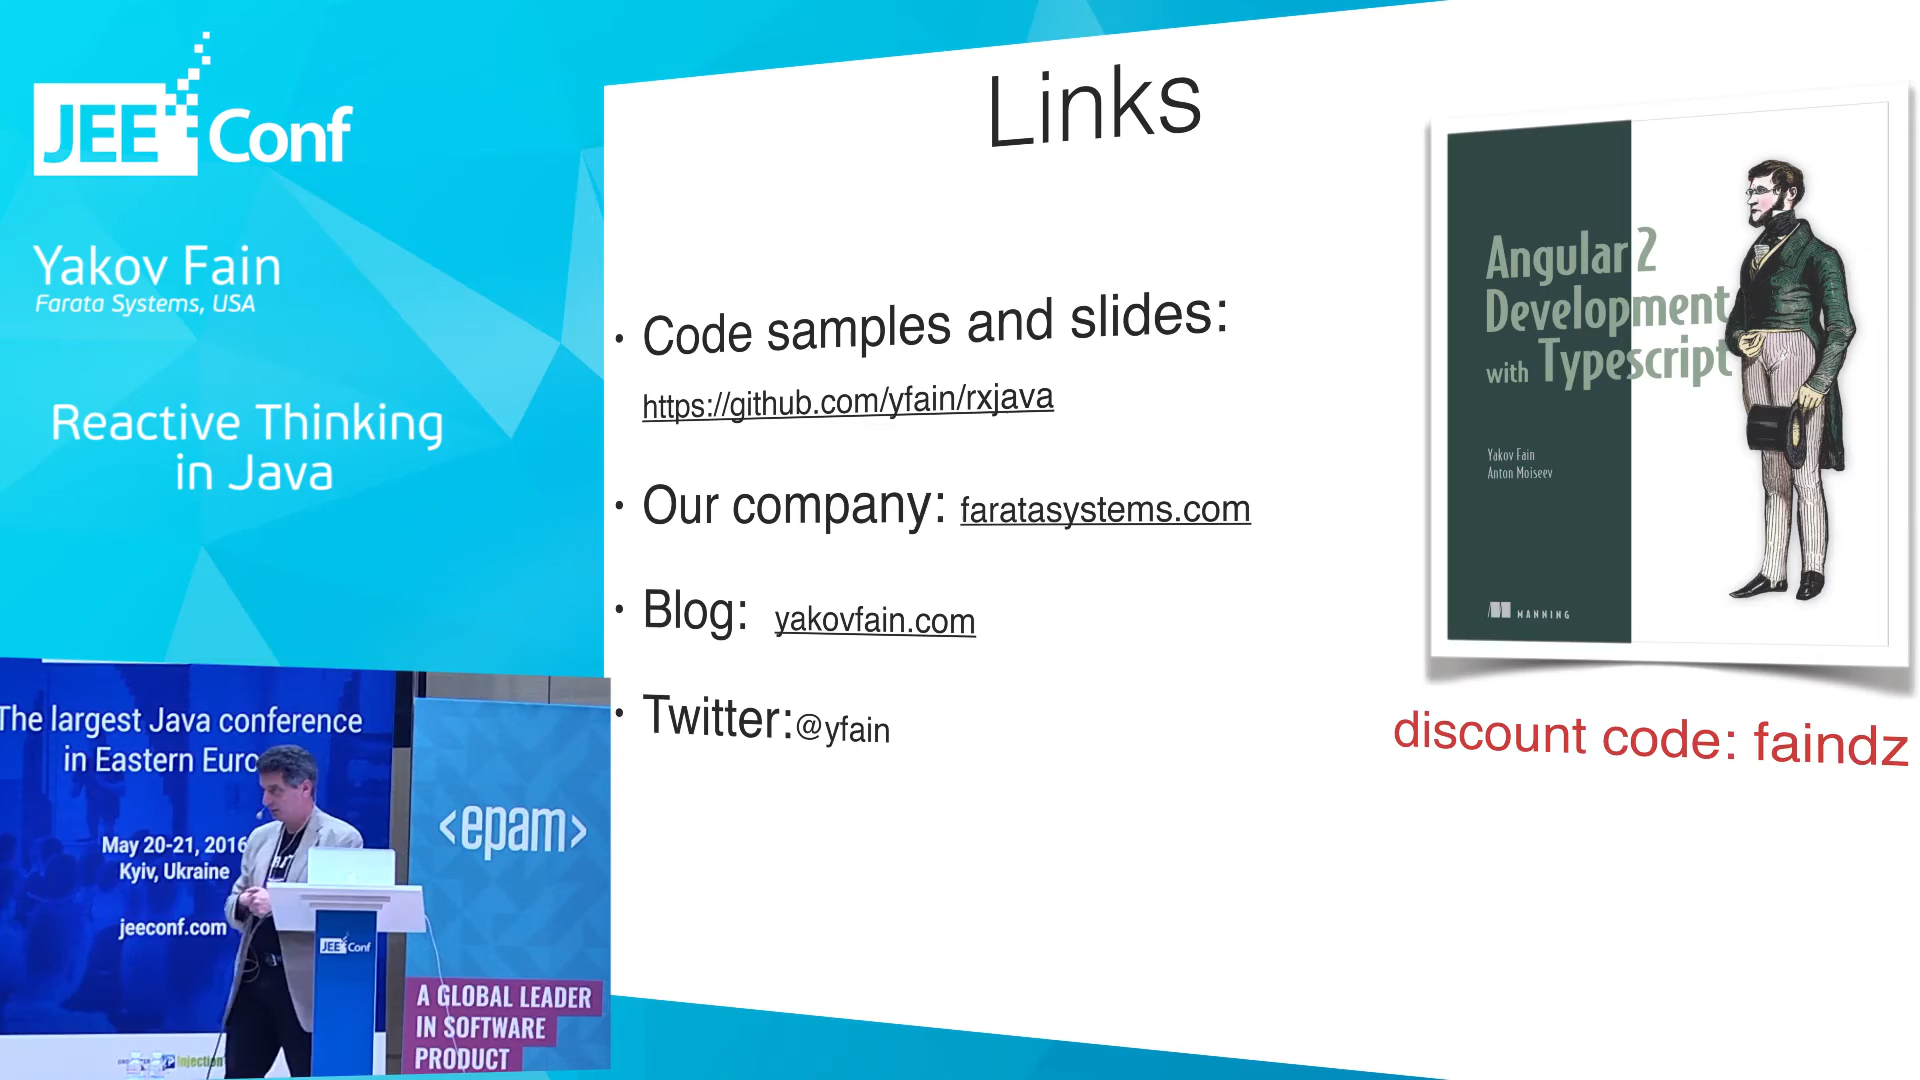 JEE Conf
Yakov Fain
Farata Systems, USA
Reactive Thinking
in Java
Links
• Code samples and slides:
https://github.com/yfain/rxjava
• Our company: faratasystems.com
• Blog: yakovfain.com
• Twitter:@yfain
Angular 2
Development
with Typescript
Yakov Fain
Anton Moiseev
MANNING
discount code: faindz
The largest Java conference
in Eastern Euro
May 20-21, 2016
Kyiv, Ukraine
jeeconf.com
JEE Conf
<epam>
A GLOBAL LEADER
IN SOFTWARE
PRODUCT
Injection